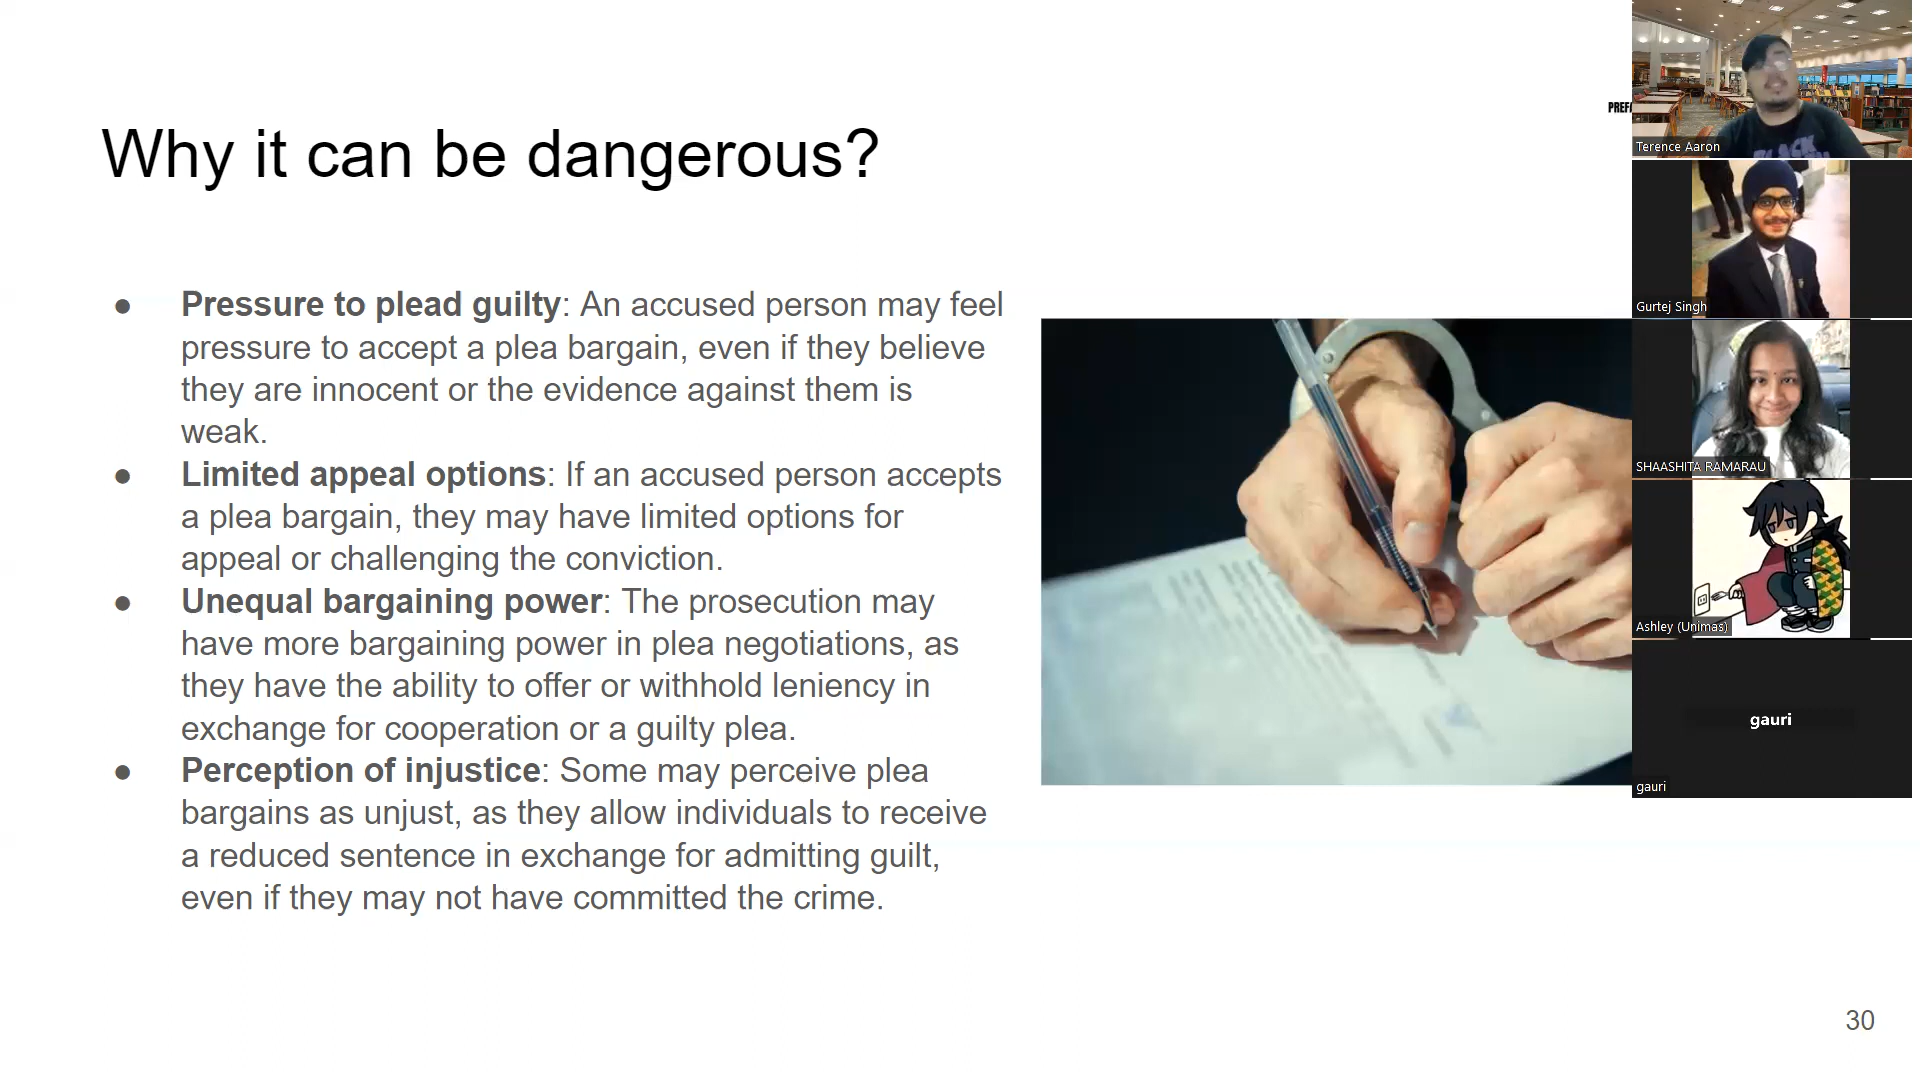 Why it can be dangerous?
● Pressure to plead guilty: An accused person may feel
pressure to accept a plea bargain, even if they believe
they are innocent or the evidence against them is
weak.
● Limited appeal options: If an accused person accepts
a plea bargain, they may have limited options for
appeal or challenging the conviction.
● Unequal bargaining power: The prosecution may
have more bargaining power in plea negotiations, as
they have the ability to offer or withhold leniency in
exchange for cooperation or a guilty plea.
● Perception of injustice: Some may perceive plea
bargains as unjust, as they allow individuals to receive
a reduced sentence in exchange for admitting guilt,
even if they may not have committed the crime.
30
Terence Aaron
Gurtej Singh
SHAASHITA RAMARAU
Ashley (Unimas)
gauri
gauri